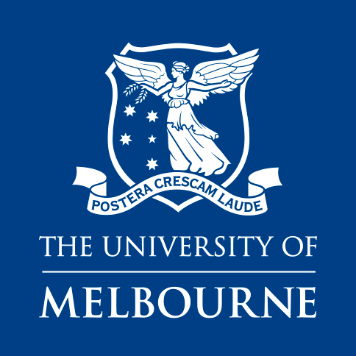 POSTERA CRESCAM LAUDE
THE UNIVERSITY OF
MELBOURNE